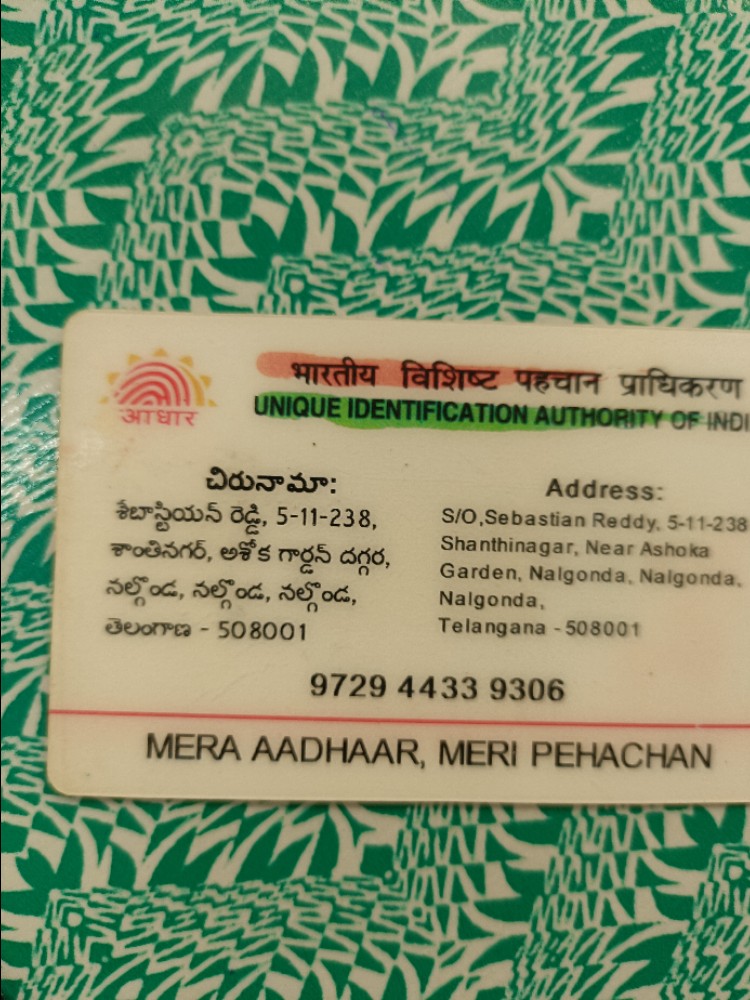 आधार
भारतीय विशिष्ट पहचान प्राधिकरण
UNIQUE IDENTIFICATION AUTHORITY OF INDI
చిరునామా:
శేబాస్టియన్ రెడ్డి, 5-11-238,
శాంతినగర్, అశోక గార్డన్ దగ్గర,
నల్గొండ, నల్గొండ, నల్గొండ,
తెలంగాణ - 508001
Address:
S/O,Sebastian Reddy, 5-11-238
Shanthinagar, Near Ashoka
Garden, Nalgonda, Nalgonda,
Nalgonda,
Telangana - 508001
9729 4433 9306
MERA AADHAAR, MERI PEHACHAN